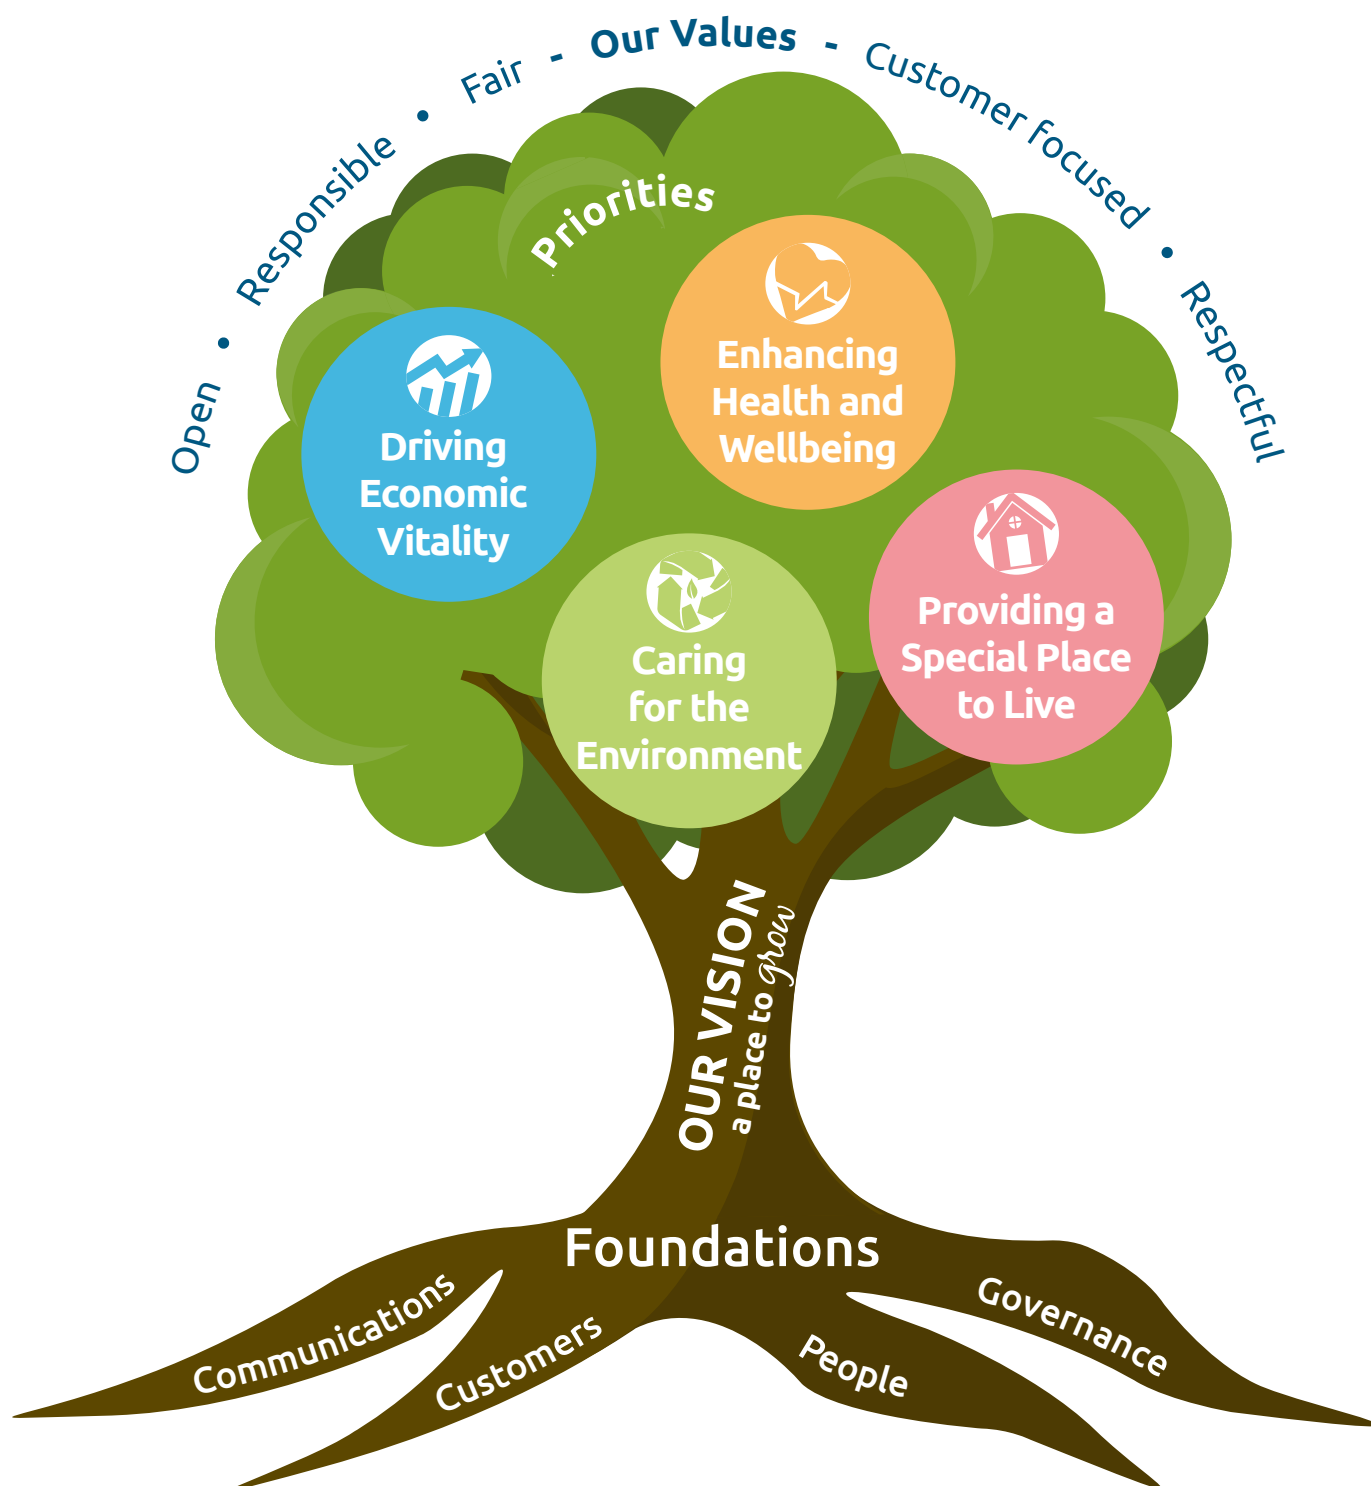 Open • Responsible • Fair - Our Values - Customer focused • Respectful
Priorities
Driving
Economic
Vitality
Enhancing
Health and
Wellbeing
Caring
for the
Environment
Providing a
Special Place
to Live
OUR VISION
a place to grow
Foundations
Communications
Customers
People
Governance